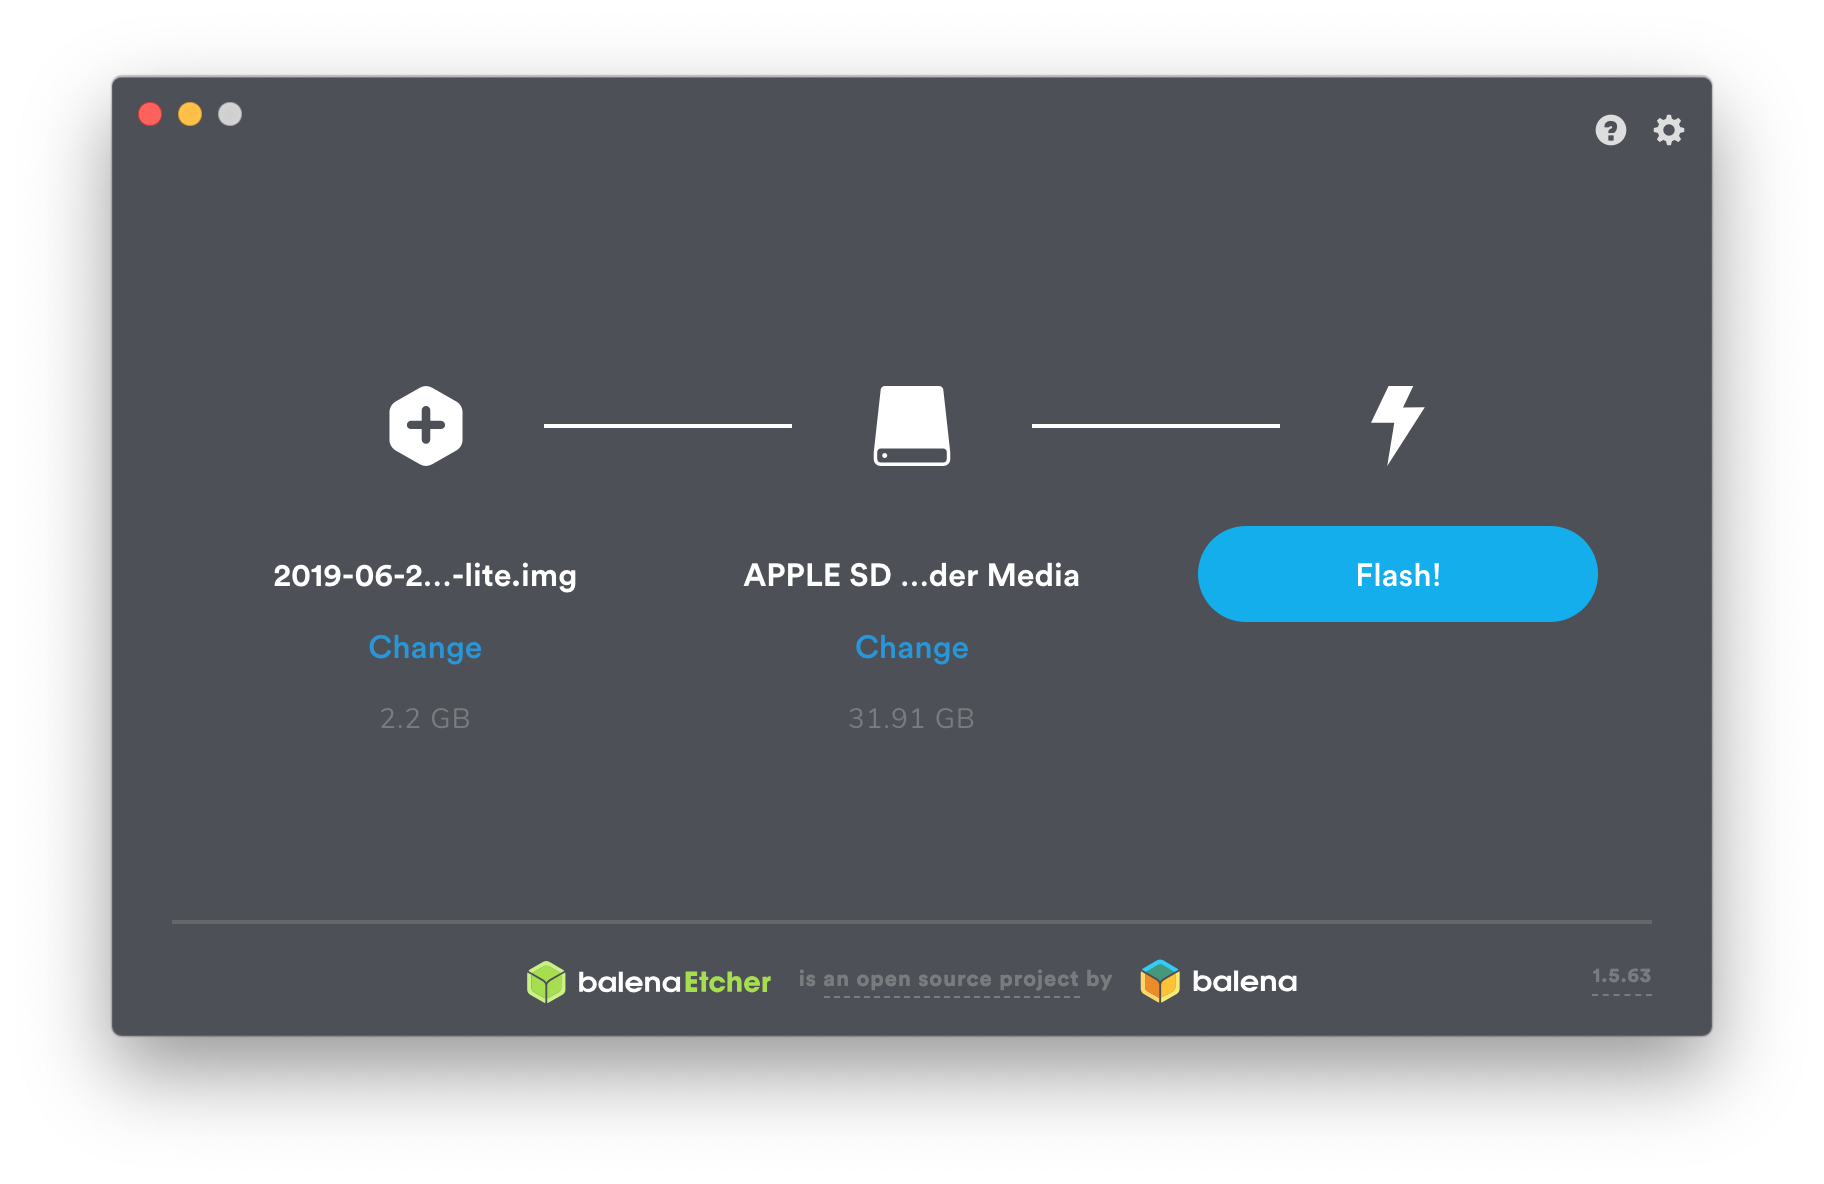 2019-06-2...-lite.img
APPLE SD ...der Media
Flash!
Change
Change
2.2 GB
31.91 GB
balenaEtcher is an open source project by balena
1.5.63